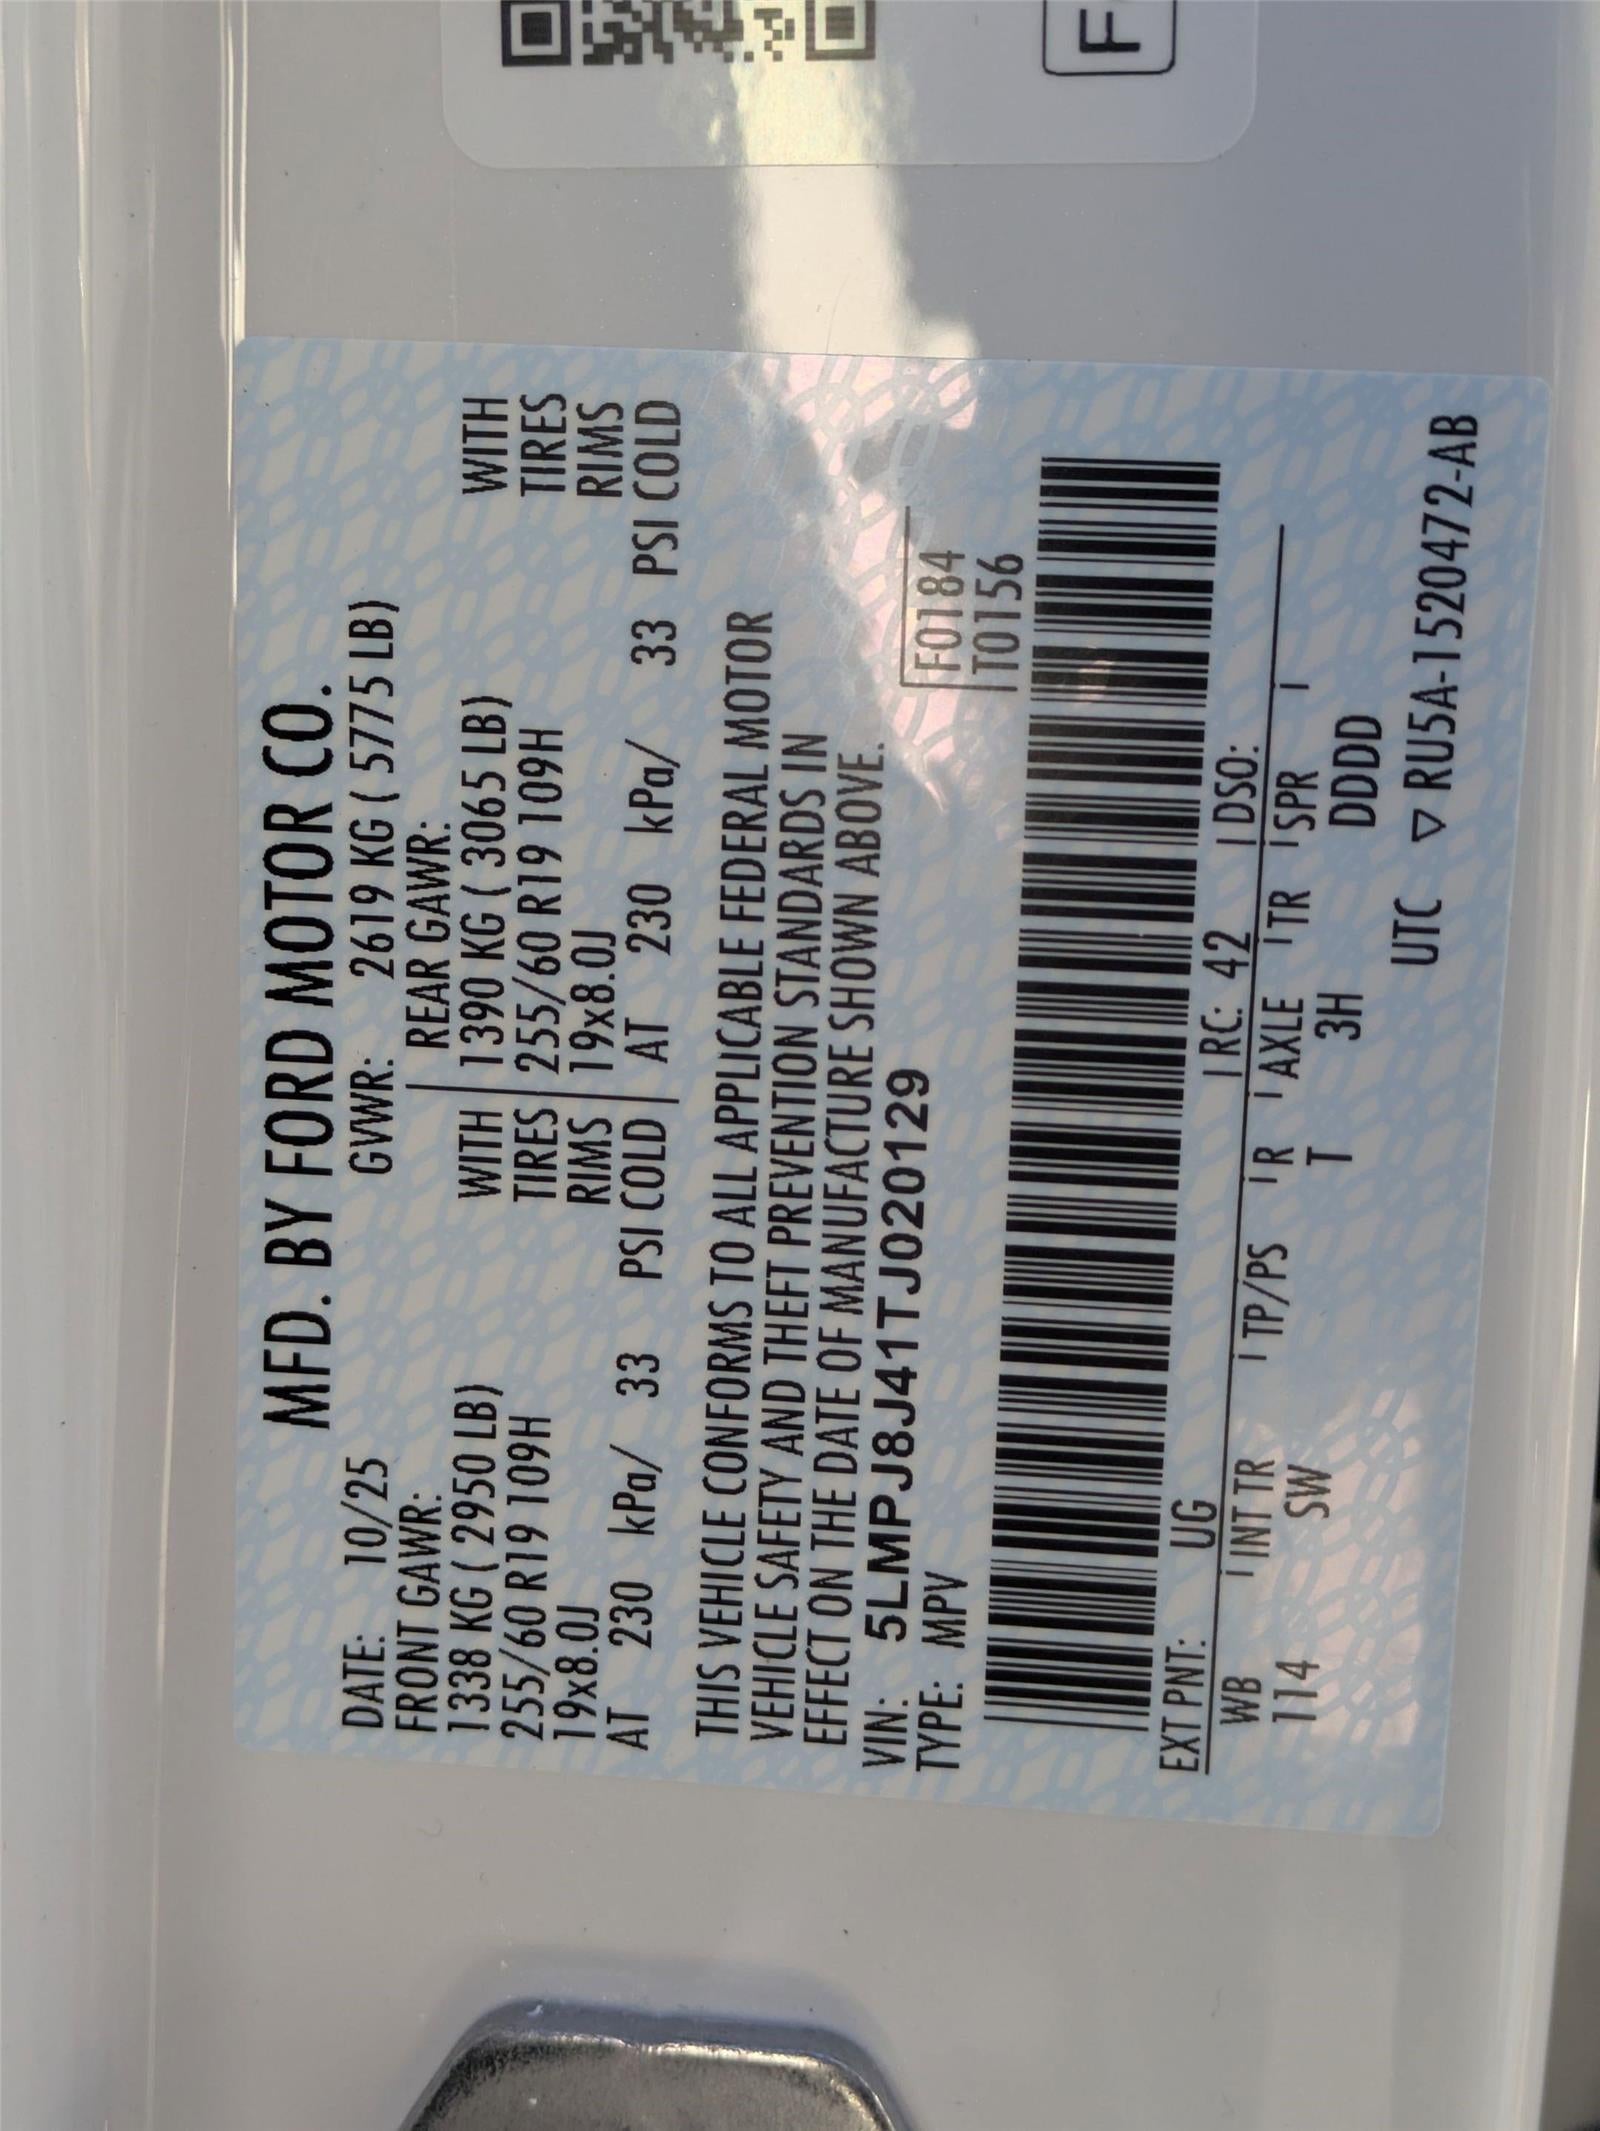 MFD. BY FORD MOTOR CO.
DATE: 10/25 GVWR: 2619 KG ( 5775 LB)
FRONT GAWR: REAR GAWR:
1338 KG ( 2950 LB) WITH 1390 KG ( 3065 LB) WITH
255/60 R19 109H TIRES 255/60 R19 109H TIRES
19x8.0J RIMS 19x8.0J RIMS
AT 230 kPa/ 33 PSI COLD AT 230 kPa/ 33 PSI COLD
THIS VEHICLE CONFORMS TO ALL APPLICABLE FEDERAL MOTOR
VEHICLE SAFETY AND THEFT PREVENTION STANDARDS IN
EFFECT ON THE DATE OF MANUFACTURE SHOWN ABOVE.
VIN: 5LMPJ8J41TJ020129
TYPE: MPV
F0184
T0156
EXT PNT: UG RC: 42 DSO:
WB INT TR TP/PS R AXLE TR SPR
114 SW T 3H DDDD
UTC ▽ RU5A-1520472-AB
F